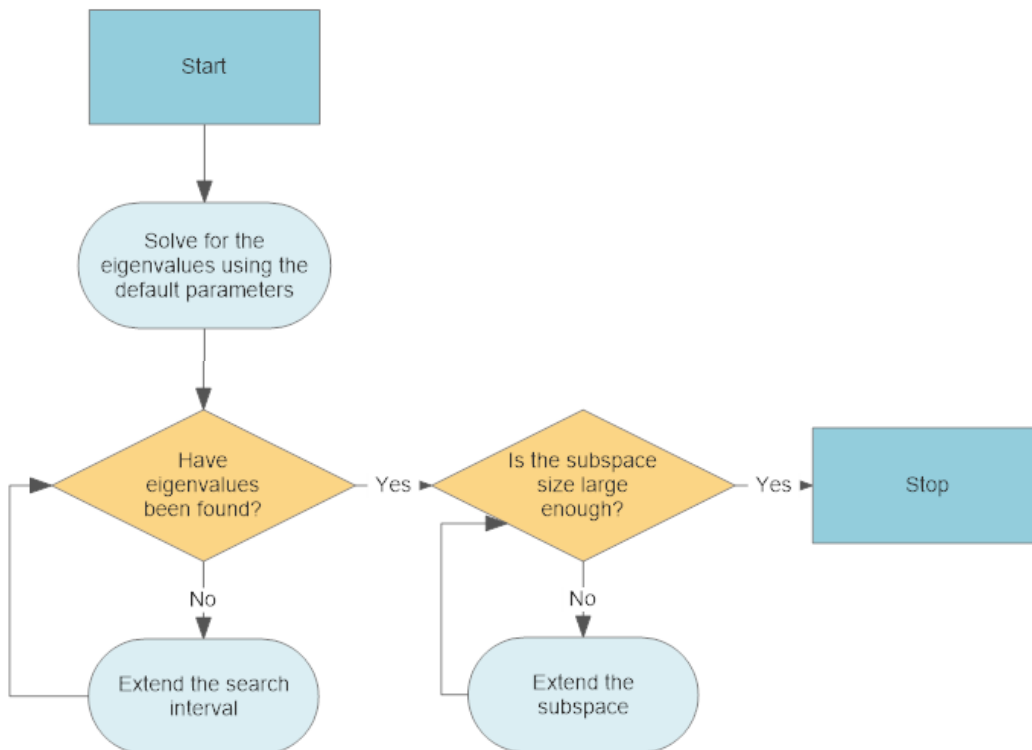 Start
Solve for the
eigenvalues using the
default parameters
Have
eigenvalues
been found?
Yes
Is the subspace
size large
enough?
Yes
Stop
No
No
Extend the search
interval
Extend the
subspace